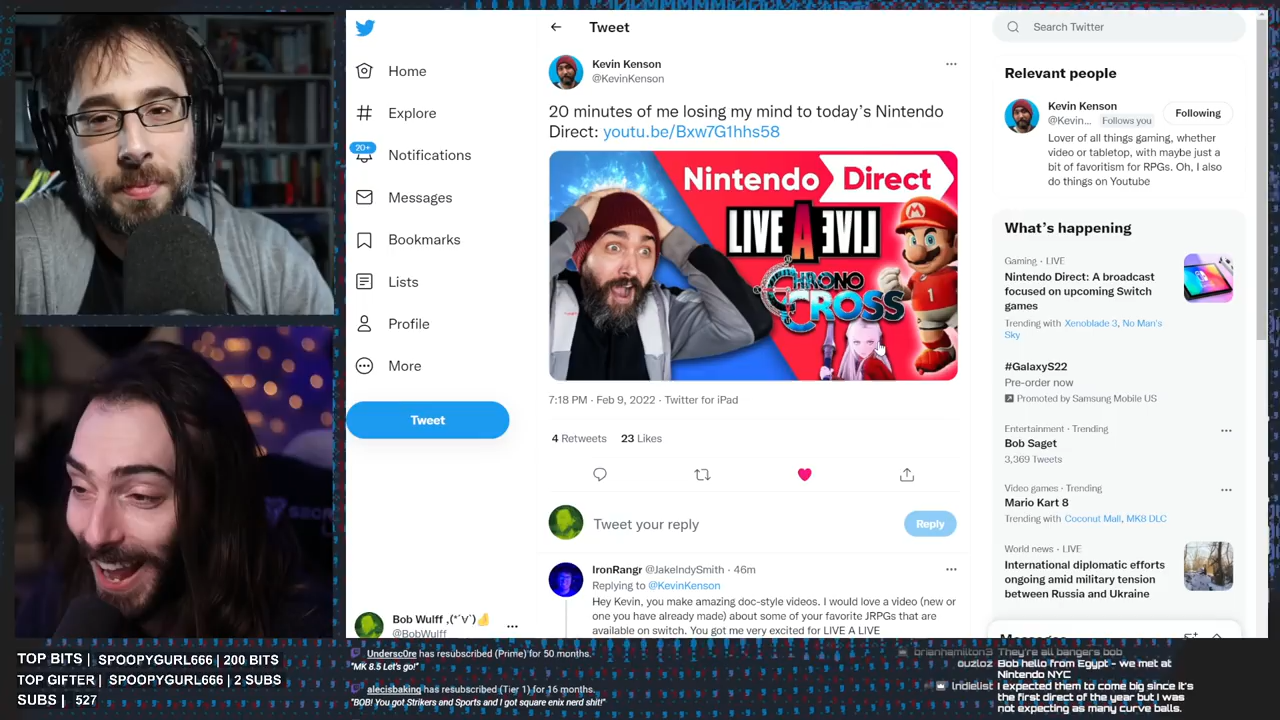 Home
Explore
20+
Notifications
Messages
Bookmarks
Lists
Profile
More
Tweet
Bob Wulff ,(*´∀`)
@BobWulff
Tweet
Kevin Kenson
@KevinKenson
20 minutes of me losing my mind to today's Nintendo
Direct: youtu.be/Bxw7G1hhs58
Nintendo Direct
LIVE A LIVE
CHRONO
CROSS
7:18 PM · Feb 9, 2022 · Twitter for iPad
4 Retweets 23 Likes
Tweet your reply
Reply
IronRangr @JakeIndySmith · 46m
Replying to @KevinKenson
Hey Kevin, you make amazing doc-style videos. I would love a video (new or
one you have already made) about some of your favorite JRPGs that are
available on switch. You got me very excited for LIVE A LIVE
Search Twitter
Relevant people
Kevin Kenson
@Kevin... Follows you
Following
Lover of all things gaming, whether
video or tabletop, with maybe just a
bit of favoritism for RPGs. Oh, I also
do things on Youtube
What's happening
Gaming · LIVE
Nintendo Direct: A broadcast
focused on upcoming Switch
games
Trending with Xenoblade 3, No Man's
Sky
#GalaxyS22
Pre-order now
Promoted by Samsung Mobile US
Entertainment · Trending
Bob Saget
3,369 Tweets
Video games · Trending
Mario Kart 8
Trending with Coconut Mall, MK8 DLC
World news · LIVE
International diplomatic efforts
ongoing amid military tension
between Russia and Ukraine
Messages
TOP BITS | SPOOPYGURL666 | 200 BITS
TOP GIFTER | SPOOPYGURL666 | 2 SUBS
SUBS | 527
Undersc0re has resubscribed (Prime) for 50 months.
"MK 8.5 Let's go!"
alecisbaking has resubscribed (Tier 1) for 16 months.
"BOB! You got Strikers and Sports and I got square enix nerd shit!"
brianhamilton3 They're all bangers bob
ouzloz Bob hello from Egypt - we met at
Nintendo NYC
I expected them to come big since it's
the first direct of the year but I was
not expecting as many curve balls.